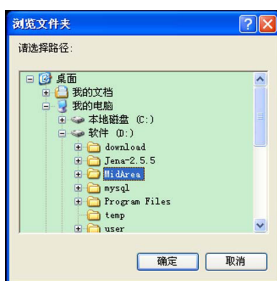 浏览文件夹
请选择路径:
桌面
我的文档
我的电脑
本地磁盘 (C:)
软件 (D:)
download
Jena-2.5.5
MidArea
mysql
Program Files
temp
user
确定 取消